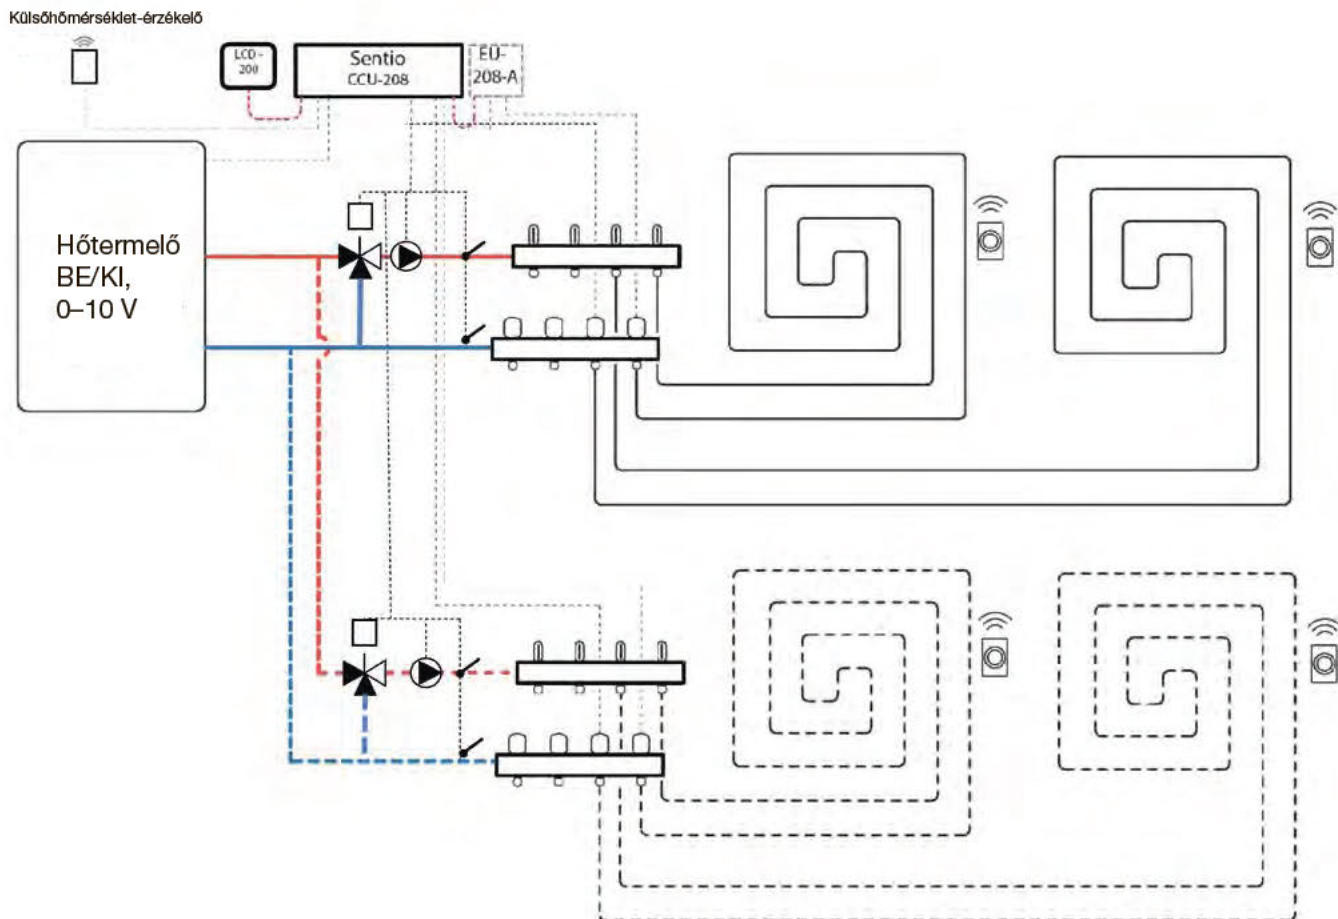 Külsőhőmérséklet-érzékelő
LCD-
200
Sentio
CCU-208
EU-
208-A
Hőtermelő
BE/KI,
0–10 V